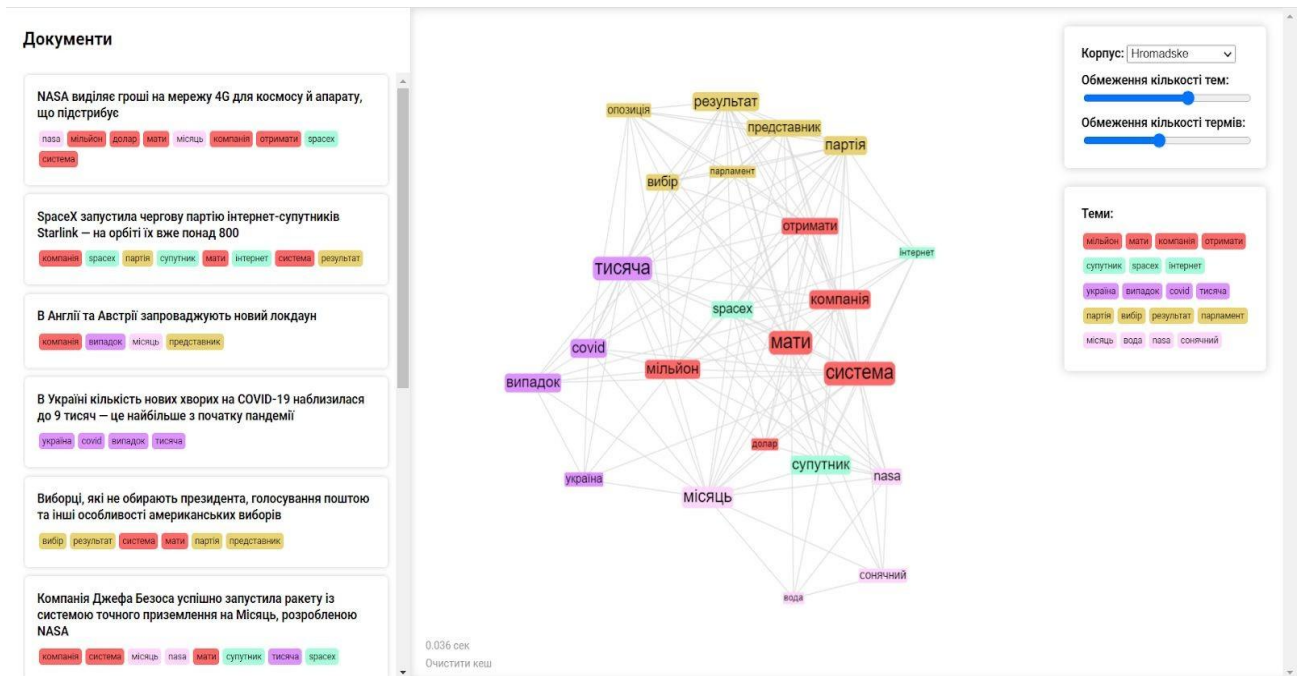 Документи
NASA виділяє гроші на мережу 4G для космосу й апарату,
що підстрибує
nasa мільйон долар мати місяць компанія отримати spacex
система
SpaceX запустила чергову партію інтернет-супутників
Starlink — на орбіті їх вже понад 800
компанія spacex партія супутник мати інтернет система результат
В Англії та Австрії запроваджують новий локдаун
компанія випадок місяць представник
В Україні кількість нових хворих на COVID-19 наблизилася
до 9 тисяч — це найбільше з початку пандемії
україна covid випадок тисяча
Виборці, які не обирають президента, голосування поштою
та інші особливості американських виборів
вибір результат система мати партія представник
Компанія Джефа Безоса успішно запустила ракету із
системою точного приземлення на Місяць, розробленою
NASA
компанія система місяць nasa мати супутник тисяча spacex
опозиція
результат
представник
партія
парламент
вибір
отримати
інтернет
тисяча
компанія
spacex
мати
covid
мільйон
система
випадок
долар
супутник
nasa
україна
місяць
сонячний
вода
0.036 сек
Очистити кеш
Корпус: Hromadske
Обмеження кількості тем:
Обмеження кількості термів:
Теми:
мільйон мати компанія отримати
супутник spacex інтернет
україна випадок covid тисяча
партія вибір результат парламент
місяць вода nasa сонячний